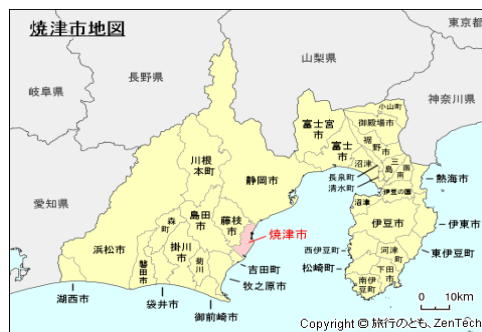 焼津市地図
東京都
山梨県
長野県
岐阜県
神奈川県
愛知県
小山町
御殿場市
富士宮
市
裾
野
市
富士
市
沼津
三
島
函
南
長泉町
清水町
熱海市
伊豆の国
沼津
川根
本町
静岡市
島田
市
藤枝
市
森
町
焼津市
伊豆市
伊東市
西伊豆町
河津
町
東伊豆町
浜松市
掛川
市
菊
川
磐
田
市
吉田町
松崎町
下田
市
牧之原市
南伊
豆町
湖西市
袋井市
御前崎市
0 10km
Copyright © 旅行のとも、ZenTech